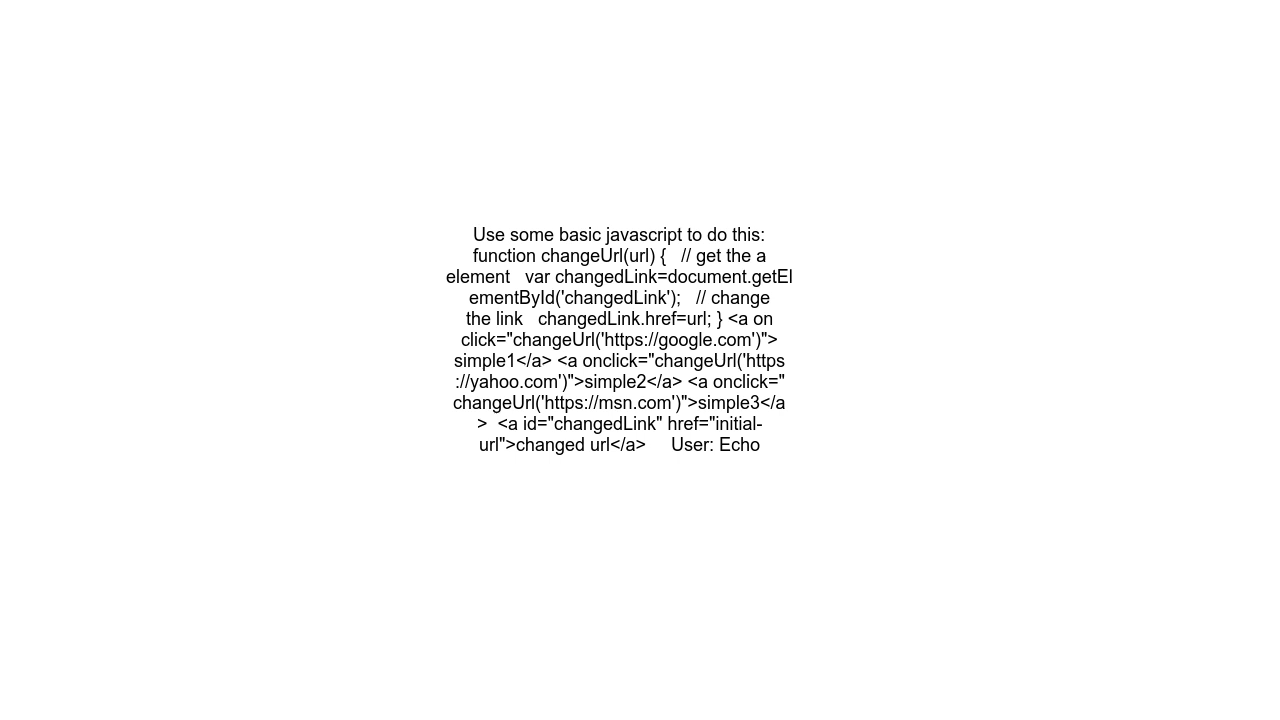 Use some basic javascript to do this:
function changeUrl(url) {   // get the a
element   var changedLink=document.getEl
ementById('changedLink');   // change
the link   changedLink.href=url; } <a on
click="changeUrl('https://google.com')">
simple1</a> <a onclick="changeUrl('https
://yahoo.com')">simple2</a> <a onclick="
changeUrl('https://msn.com')">simple3</a
>  <a id="changedLink" href="initial-
url">changed url</a>     User: Echo